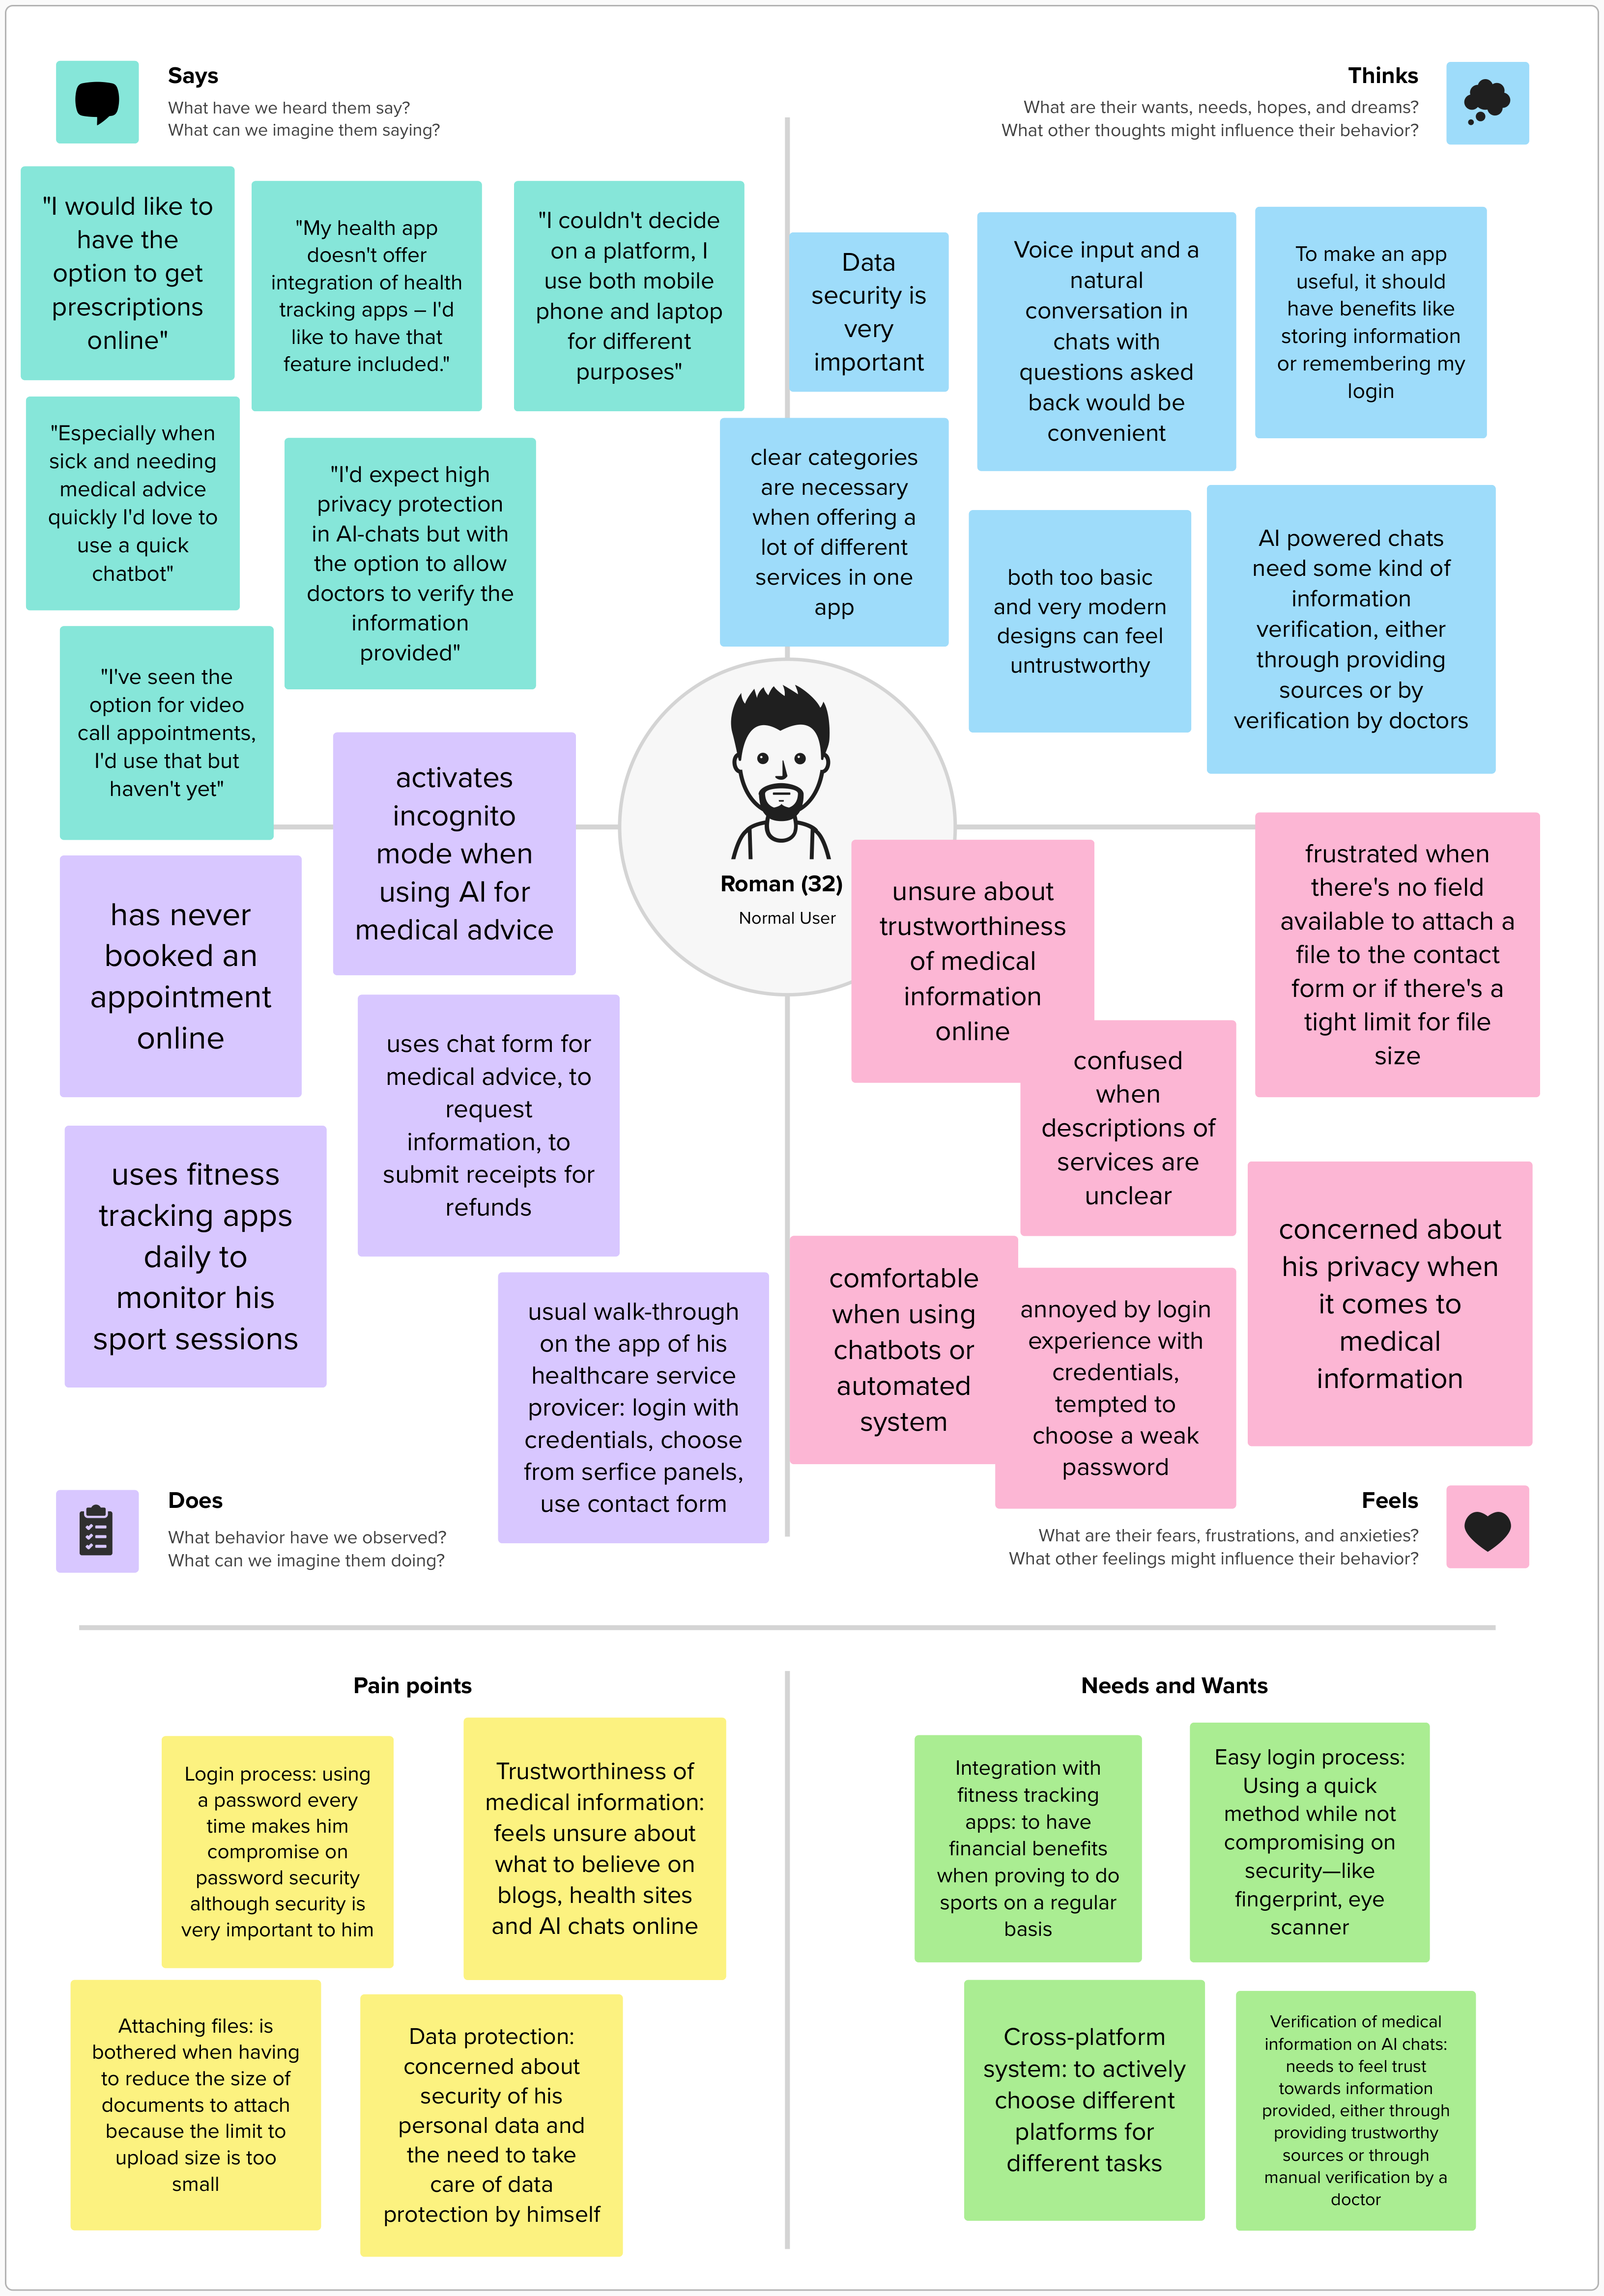 Says
What have we heard them say?
What can we imagine them saying?
"I would like to
have the
option to get
prescriptions
online"
"My health app
doesn't offer
integration of health
tracking apps – I'd
like to have that
feature included."
"I couldn't decide
on a platform, I
use both mobile
phone and laptop
for different
purposes"
"Especially when
sick and needing
medical advice
quickly I'd love to
use a quick
chatbot"
"I'd expect high
privacy protection
in AI-chats but with
the option to allow
doctors to verify the
information
provided"
"I've seen the
option for video
call appointments,
I'd use that but
haven't yet"
Thinks
What are their wants, needs, hopes, and dreams?
What other thoughts might influence their behavior?
Data
security is
very
important
Voice input and a
natural
conversation in
chats with
questions asked
back would be
convenient
To make an app
useful, it should
have benefits like
storing information
or remembering my
login
clear categories
are necessary
when offering a
lot of different
services in one
app
both too basic
and very modern
designs can feel
untrustworthy
AI powered chats
need some kind of
information
verification, either
through providing
sources or by
verification by doctors
Roman (32)
Normal User
activates
incognito
mode when
using AI for
medical advice
has never
booked an
appointment
online
uses chat form for
medical advice, to
request
information, to
submit receipts for
refunds
uses fitness
tracking apps
daily to
monitor his
sport sessions
usual walk-through
on the app of his
healthcare service
provicer: login with
credentials, choose
from serfice panels,
use contact form
Does
What behavior have we observed?
What can we imagine them doing?
unsure about
trustworthiness
of medical
information
online
frustrated when
there's no field
available to attach a
file to the contact
form or if there's a
tight limit for file
size
confused
when
descriptions of
services are
unclear
comfortable
when using
chatbots or
automated
system
annoyed by login
experience with
credentials,
tempted to
choose a weak
password
concerned about
his privacy when
it comes to
medical
information
Feels
What are their fears, frustrations, and anxieties?
What other feelings might influence their behavior?
Pain points
Login process: using
a password every
time makes him
compromise on
password security
although security is
very important to him
Trustworthiness of
medical information:
feels unsure about
what to believe on
blogs, health sites
and AI chats online
Attaching files: is
bothered when having
to reduce the size of
documents to attach
because the limit to
upload size is too
small
Data protection:
concerned about
security of his
personal data and
the need to take
care of data
protection by himself
Needs and Wants
Integration with
fitness tracking
apps: to have
financial benefits
when proving to do
sports on a regular
basis
Easy login process:
Using a quick
method while not
compromising on
security—like
fingerprint, eye
scanner
Cross-platform
system: to actively
choose different
platforms for
different tasks
Verification of medical
information on AI chats:
needs to feel trust
towards information
provided, either through
providing trustworthy
sources or through
manual verification by a
doctor